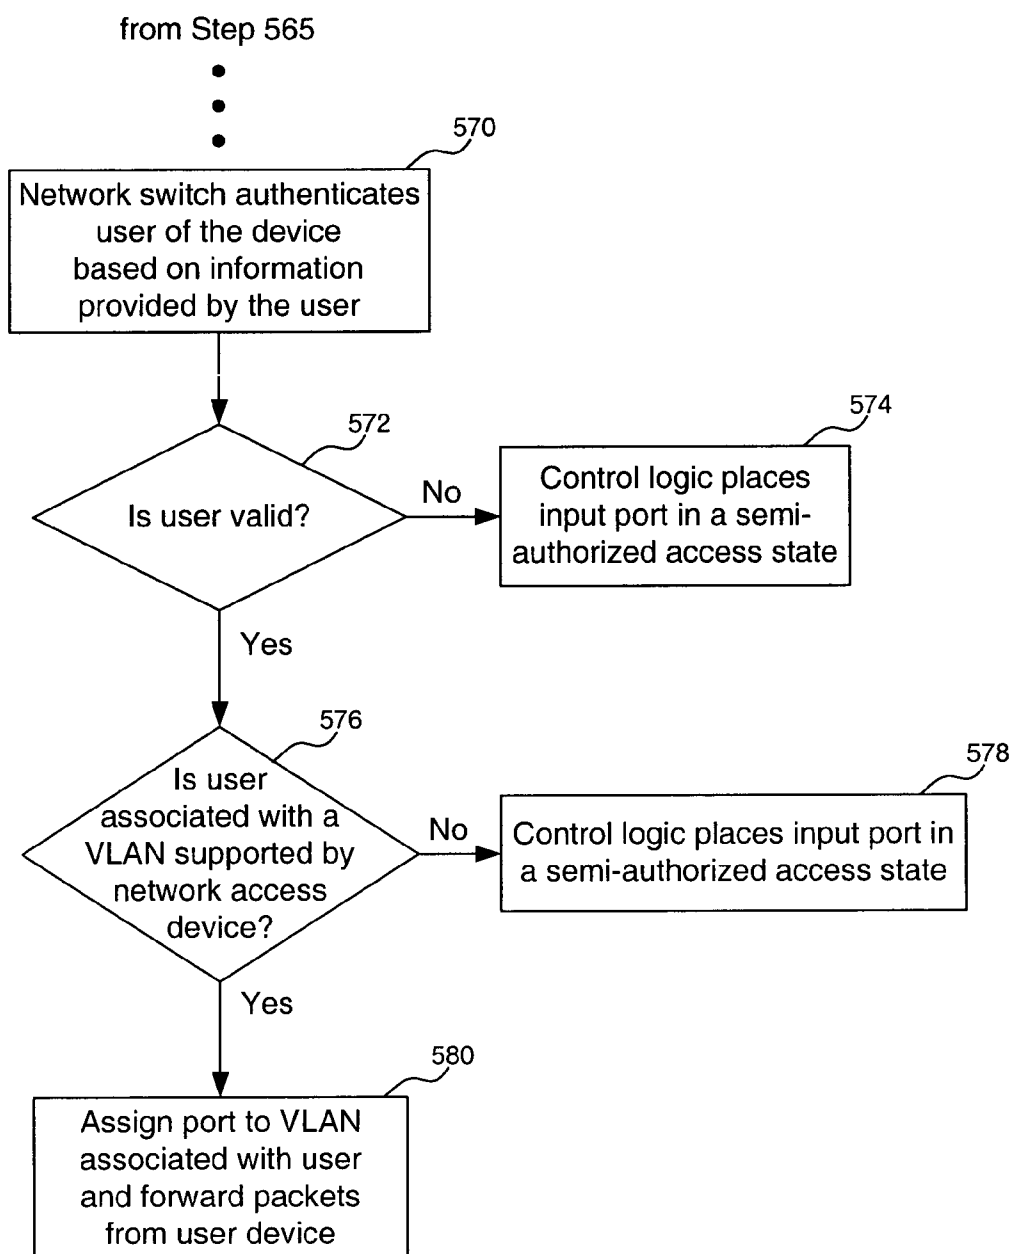 from Step 565
570
Network switch authenticates
user of the device
based on information
provided by the user
572
Is user valid?
No
574
Control logic places
input port in a semi-
authorized access state
Yes
576
Is user
associated with a
VLAN supported by
network access
device?
No
578
Control logic places input port in
a semi-authorized access state
Yes
580
Assign port to VLAN
associated with user
and forward packets
from user device